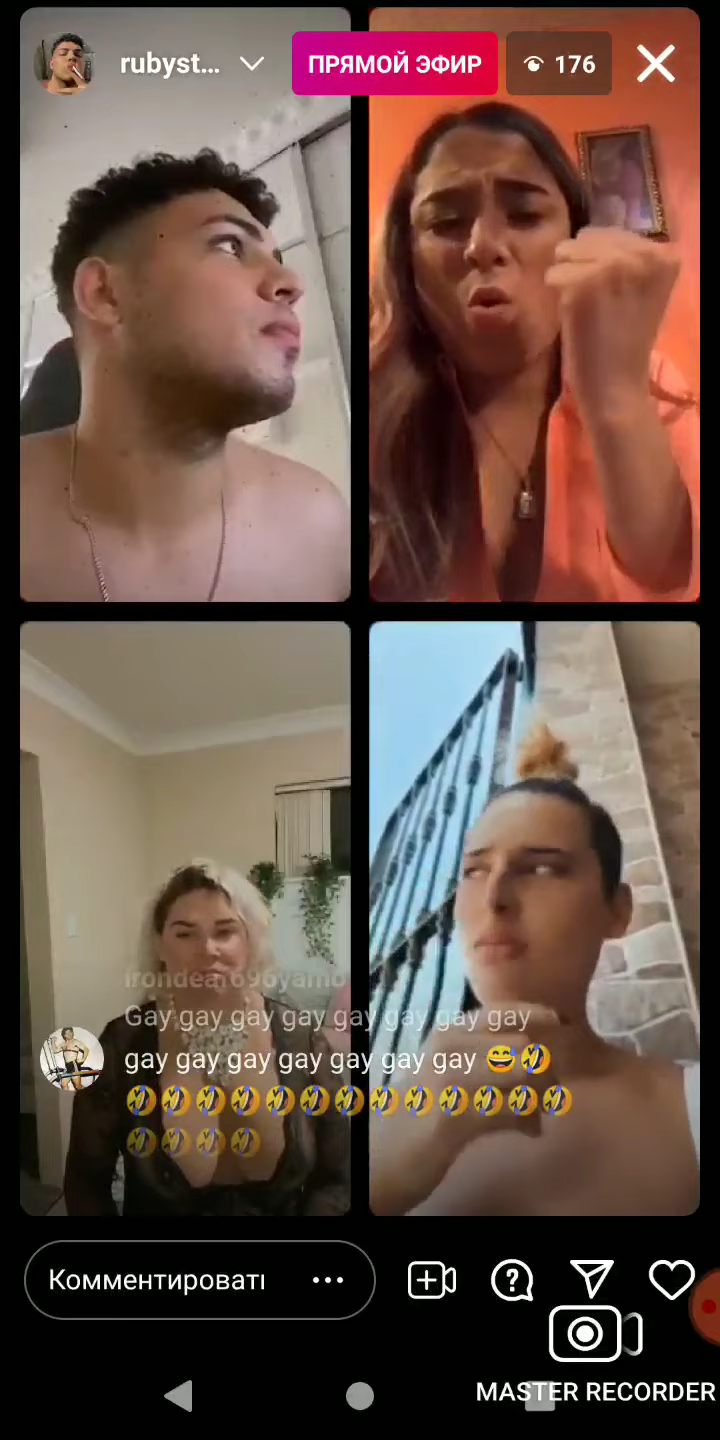 rubyst...
ПРЯМОЙ ЭФИР
176
irondear696yamo
Gay gay gay gay gay gay gay gay
gay gay gay gay gay gay gay 😅🤣
🤣🤣🤣🤣🤣🤣🤣🤣🤣🤣🤣🤣🤣
🤣🤣🤣🤣
Комментироваті
MASTER RECORDER